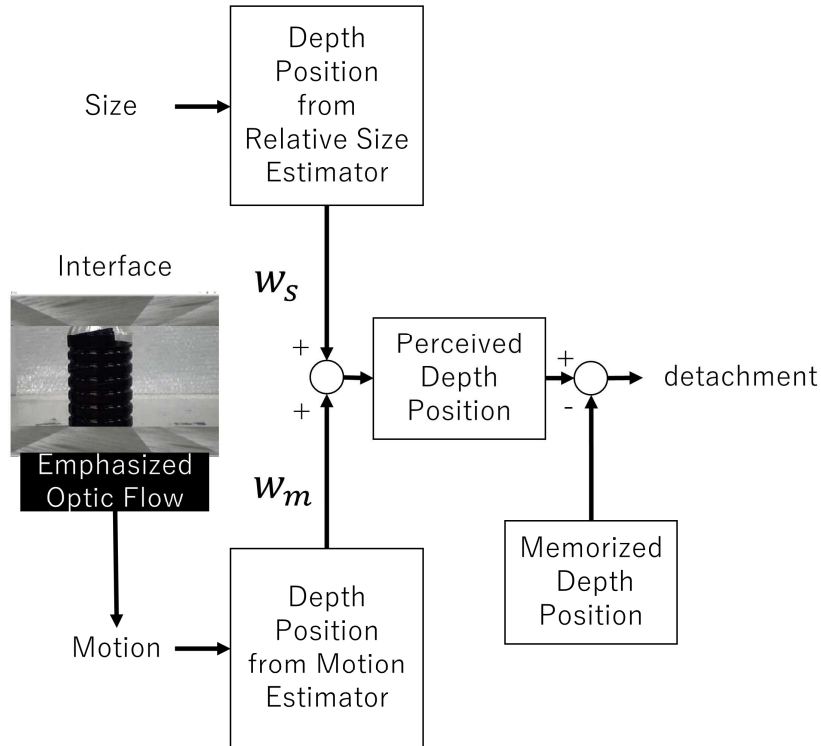 Depth
Position
from
Relative Size
Estimator
Size
Interface
w_s
+
+
Perceived
Depth
Position
+
-
detachment
Emphasized
Optic Flow
w_m
Memorized
Depth
Position
Depth
Position
from Motion
Estimator
Motion